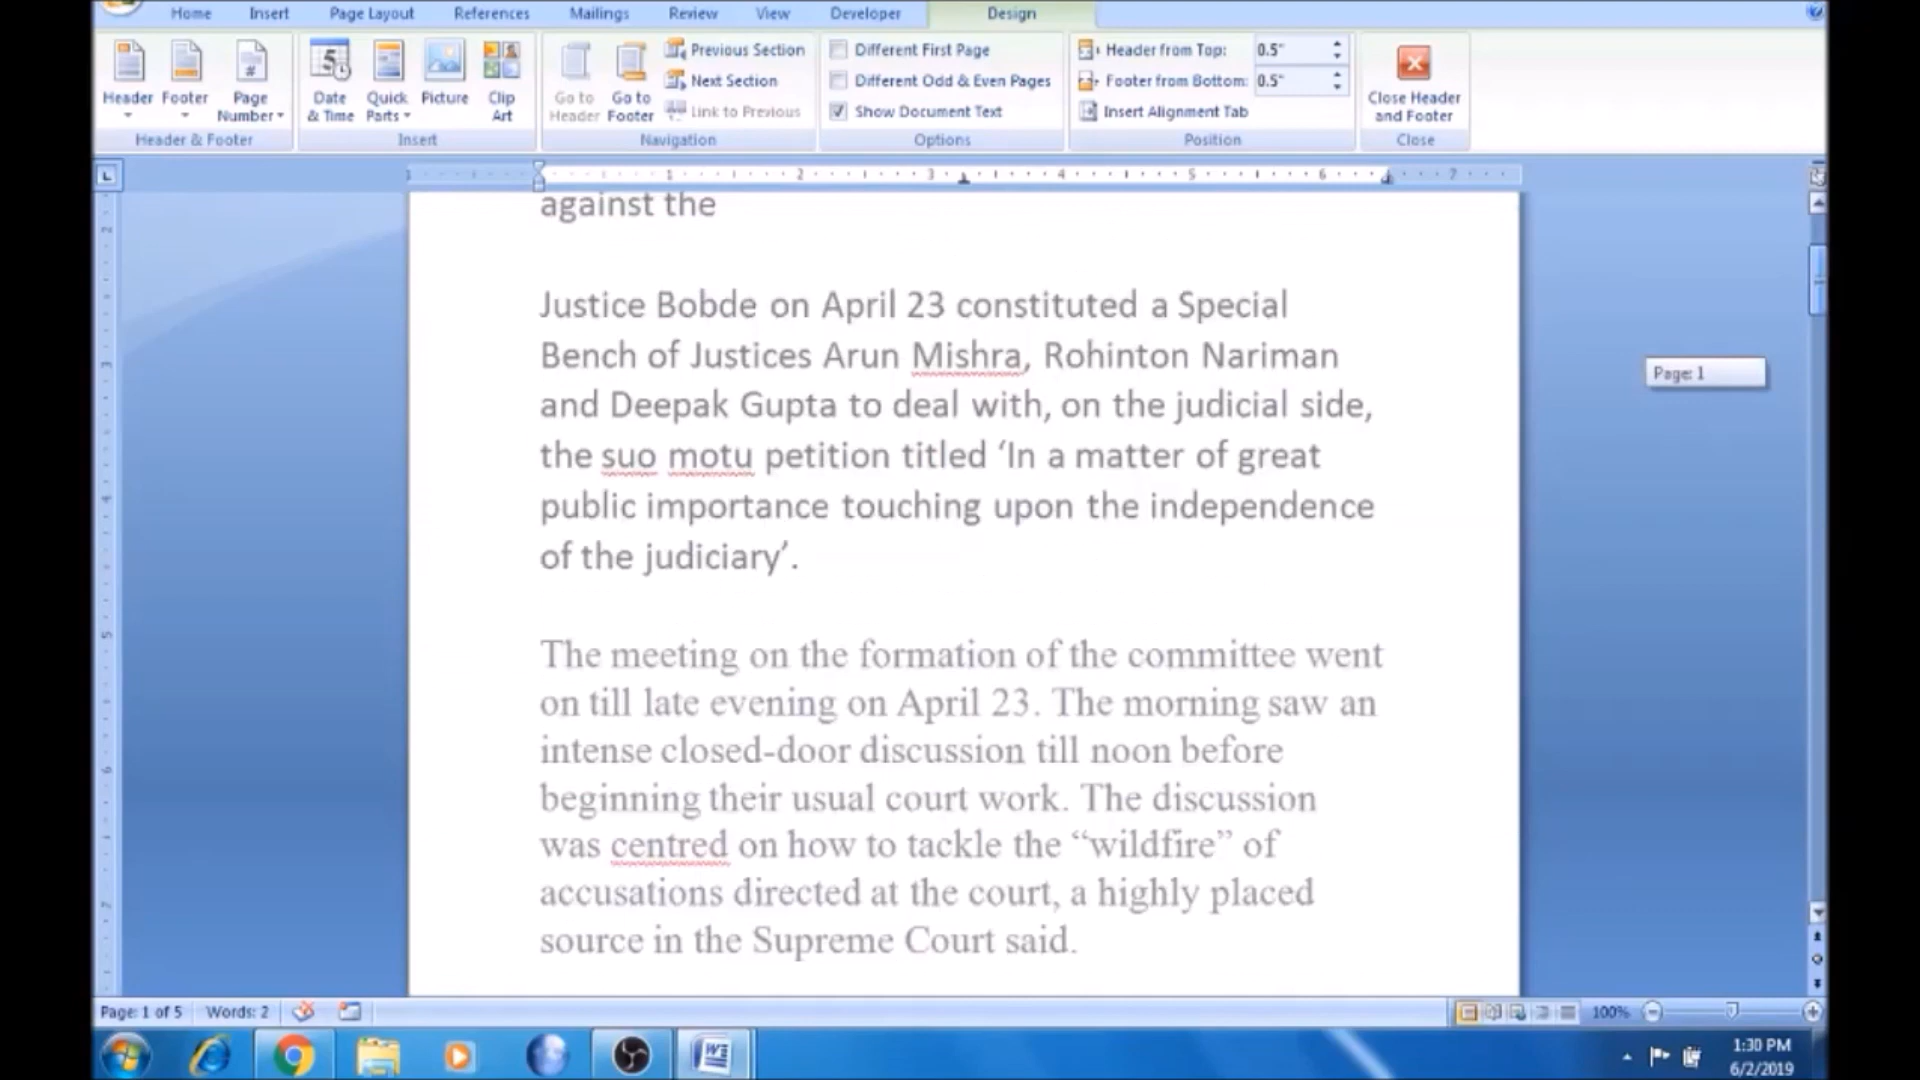 Home Insert Page Layout References Mailings Review View Developer Design
Header Footer Page Number
Header & Footer
Date & Time Quick Parts Picture Clip Art
Insert
Go to Header Go to Footer
Previous Section
Next Section
Link to Previous
Navigation
Different First Page
Different Odd & Even Pages
Show Document Text
Options
Header from Top: 0.5"
Footer from Bottom: 0.5"
Insert Alignment Tab
Position
Close Header and Footer
Close
1 1 2 3 4 5 6 7
against the
Justice Bobde on April 23 constituted a Special
Bench of Justices Arun Mishra, Rohinton Nariman
and Deepak Gupta to deal with, on the judicial side,
the suo motu petition titled ‘In a matter of great
public importance touching upon the independence
of the judiciary’.
The meeting on the formation of the committee went
on till late evening on April 23. The morning saw an
intense closed-door discussion till noon before
beginning their usual court work. The discussion
was centred on how to tackle the “wildfire” of
accusations directed at the court, a highly placed
source in the Supreme Court said.
Page: 1
Page: 1 of 5 Words: 2 100%
1:30 PM
6/2/2019